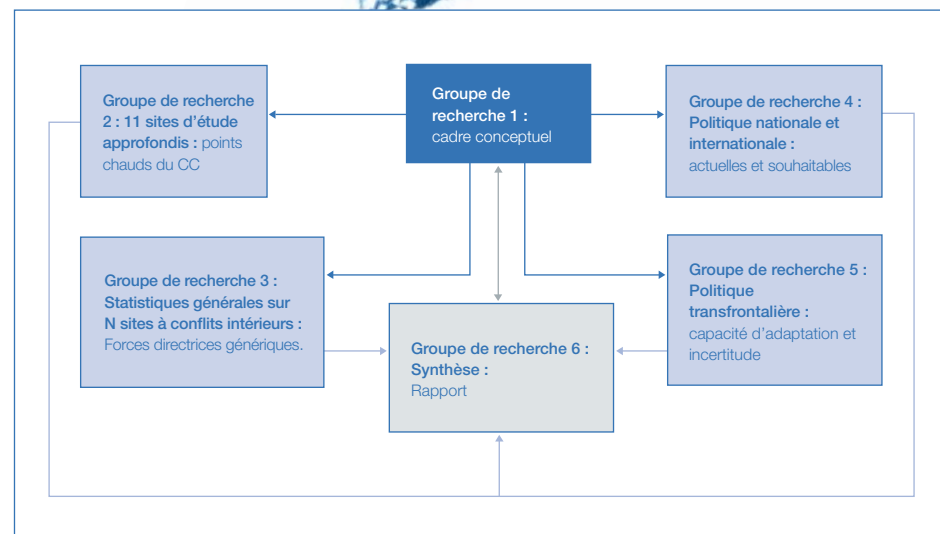 Groupe de recherche
2 : 11 sites d’étude
approfondis : points
chauds du CC
Groupe de
recherche 1 :
cadre conceptuel
Groupe de recherche 4 :
Politique nationale et
internationale :
actuelles et souhaitables
Groupe de recherche 3 :
Statistiques générales sur
N sites à conflits intérieurs :
Forces directrices génériques.
Groupe de recherche 6 :
Synthèse :
Rapport
Groupe de recherche 5 :
Politique
transfrontalière :
capacité d’adaptation et
incertitude